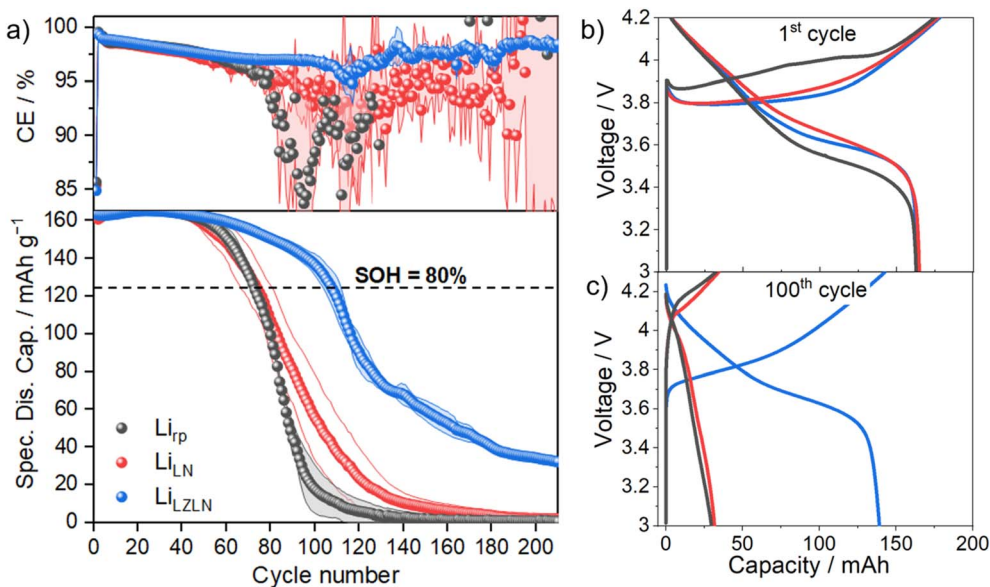 a)
CE / %
100
95
90
85
Spec. Dis. Cap. / mAh g⁻¹
160
140
120
100
80
60
40
20
0
SOH = 80%
Li_rp
Li_LN
Li_LZLN
0 20 40 60 80 100 120 140 160 180 200
Cycle number
b)
1st cycle
Voltage / V
4.2
4
3.8
3.6
3.4
3.2
3
c)
100th cycle
Voltage / V
4.2
4
3.8
3.6
3.4
3.2
3
0 50 100 150 200
Capacity / mAh